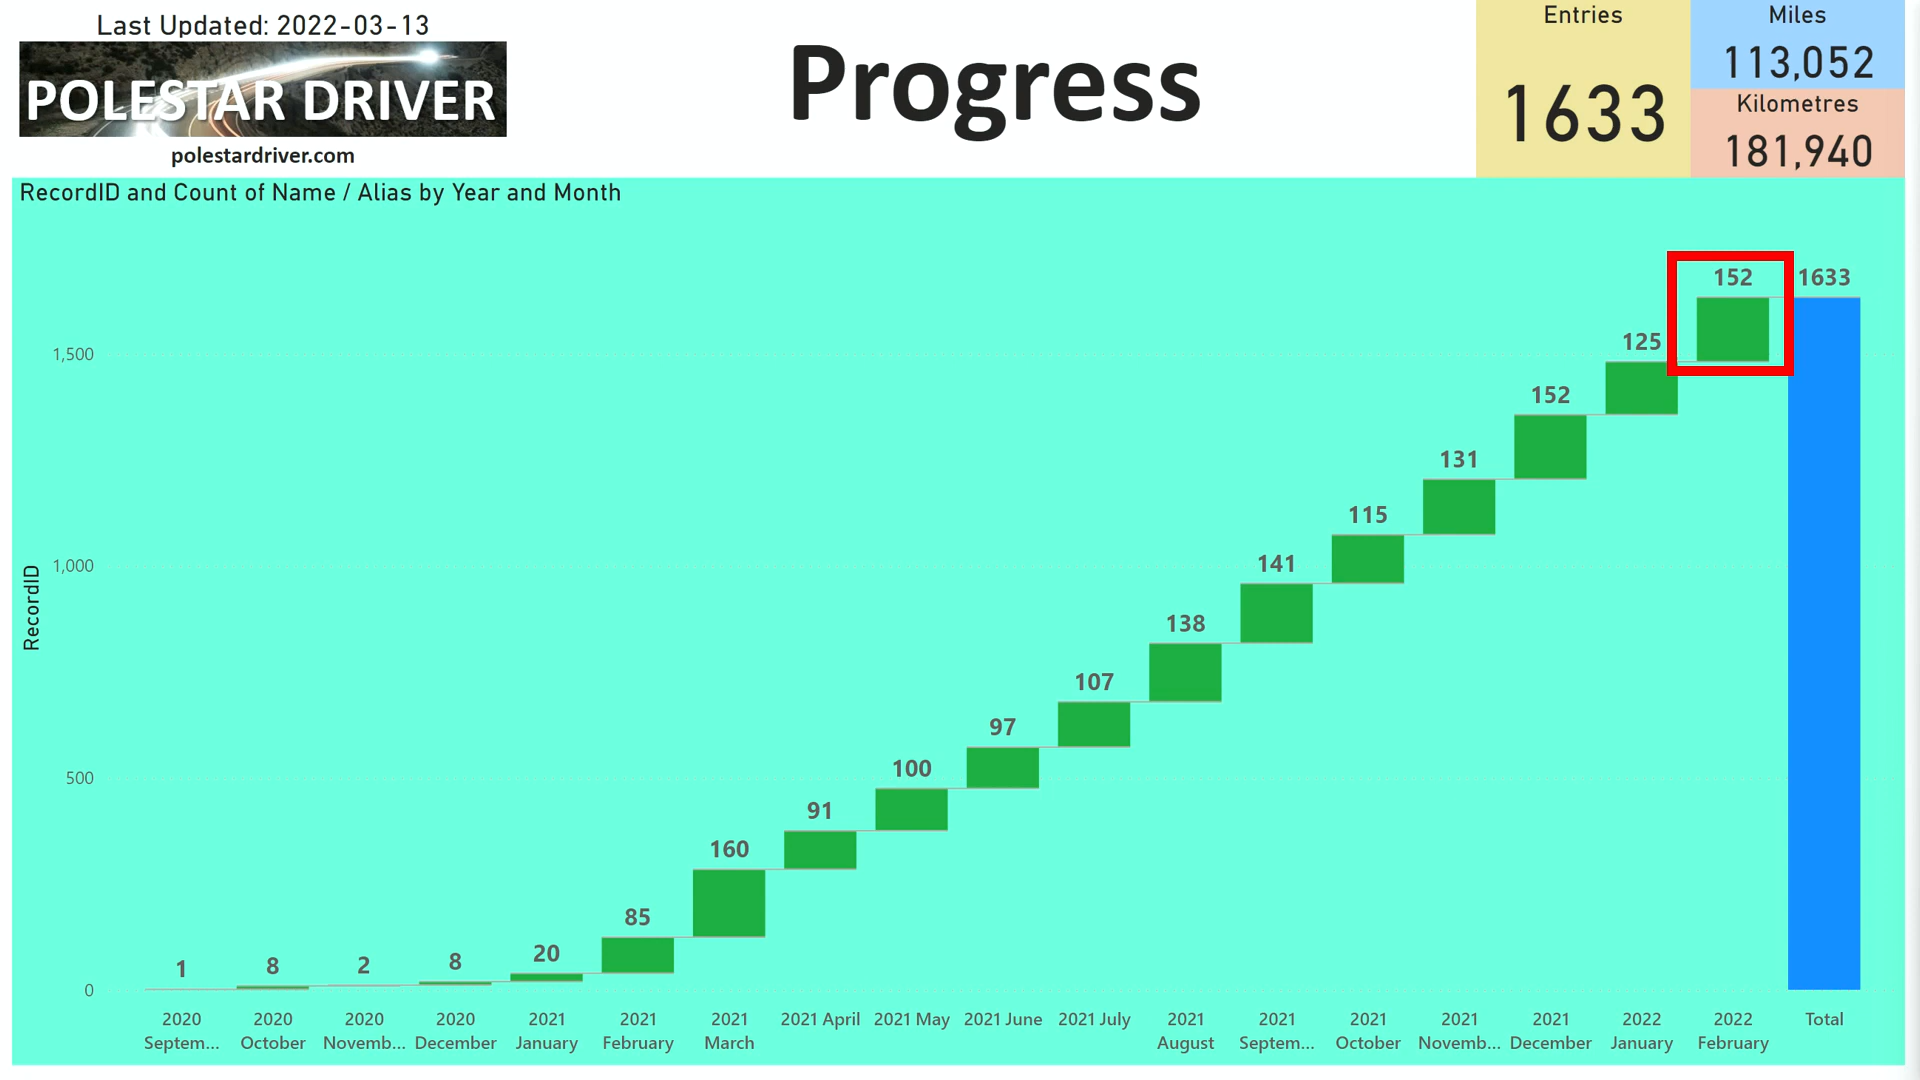 Last Updated: 2022-03-13
POLESTAR DRIVER
polestardriver.com
Progress
Entries
1633
Miles
113,052
Kilometres
181,940
RecordID and Count of Name / Alias by Year and Month
RecordID
1,500
1,000
500
0
1
8
2
8
20
85
160
91
100
97
107
138
141
115
131
152
125
152
1633
2020 Septem...
2020 October
2020 Novemb...
2020 December
2021 January
2021 February
2021 March
2021 April
2021 May
2021 June
2021 July
2021 August
2021 Septem...
2021 October
2021 Novemb...
2021 December
2022 January
2022 February
Total